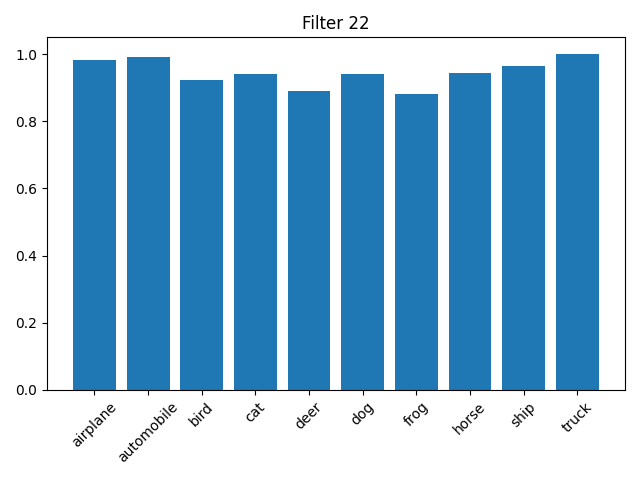 Filter 22
1.0
0.8
0.6
0.4
0.2
0.0
airplane
automobile
bird
cat
deer
dog
frog
horse
ship
truck